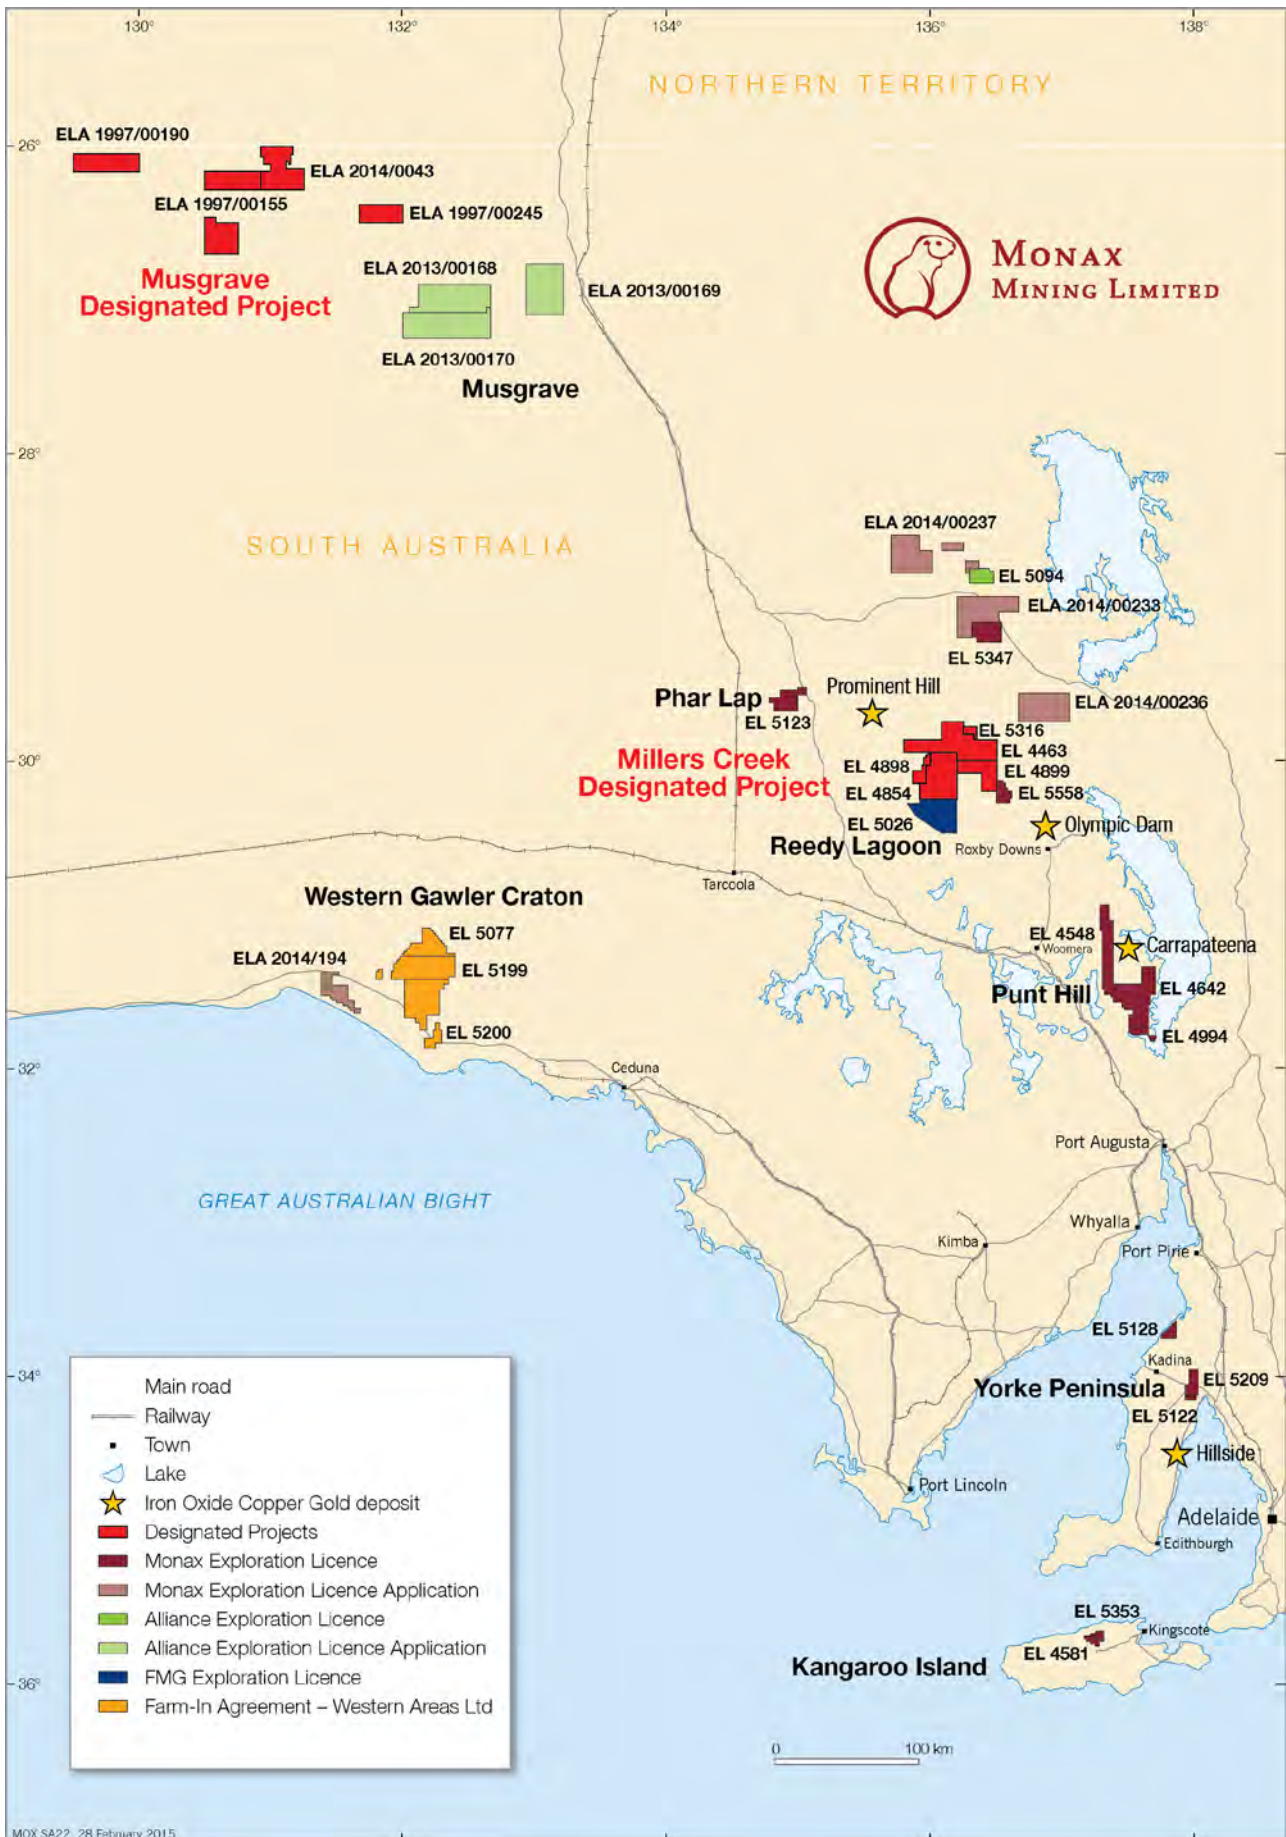 130°
132°
134°
136°
138°
NORTHERN TERRITORY
26°
ELA 1997/00190
ELA 2014/0043
ELA 1997/00155
ELA 1997/00245
Musgrave
Designated Project
ELA 2013/00168
ELA 2013/00169
ELA 2013/00170
Musgrave
MONAX
MINING LIMITED
28°
SOUTH AUSTRALIA
ELA 2014/00237
EL 5094
ELA 2014/00233
EL 5347
Phar Lap
EL 5123
Prominent Hill
ELA 2014/00236
EL 5316
30°
Millers Creek
Designated Project
EL 4463
EL 4898
EL 4899
EL 4854
EL 5558
EL 5026
Olympic Dam
Reedy Lagoon
Roxby Downs
Tarcoola
Western Gawler Craton
EL 5077
ELA 2014/194
EL 5199
EL 5200
EL 4548
Woomera
Carrapateena
Punt Hill
EL 4642
EL 4994
32°
Ceduna
Port Augusta
GREAT AUSTRALIAN BIGHT
Whyalla
Kimba
Port Pirie
EL 5128
34°
Kadina
Yorke Peninsula
EL 5209
EL 5122
Hillside
Port Lincoln
Adelaide
Edithburgh
EL 5353
Kingscote
EL 4581
Kangaroo Island
36°
Main road
Railway
Town
Lake
Iron Oxide Copper Gold deposit
Designated Projects
Monax Exploration Licence
Monax Exploration Licence Application
Alliance Exploration Licence
Alliance Exploration Licence Application
FMG Exploration Licence
Farm-In Agreement – Western Areas Ltd
0
100 km
MOX SA22, 28 February 2015